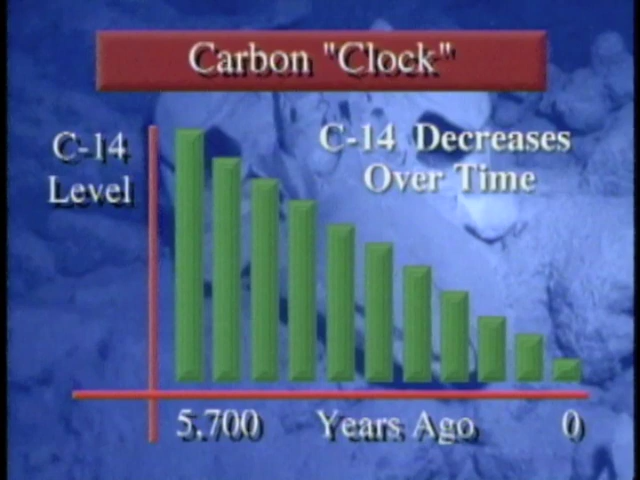 Carbon "Clock"
C-14
Level
C-14 Decreases
Over Time
5,700 Years Ago 0